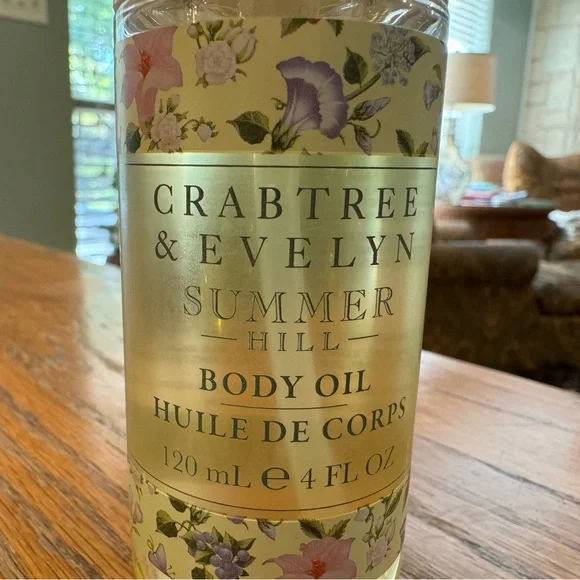 CRABTREE
& EVELYN
SUMMER
HILL
BODY OIL
HUILE DE CORPS
120 mL ℮ 4 FL OZ